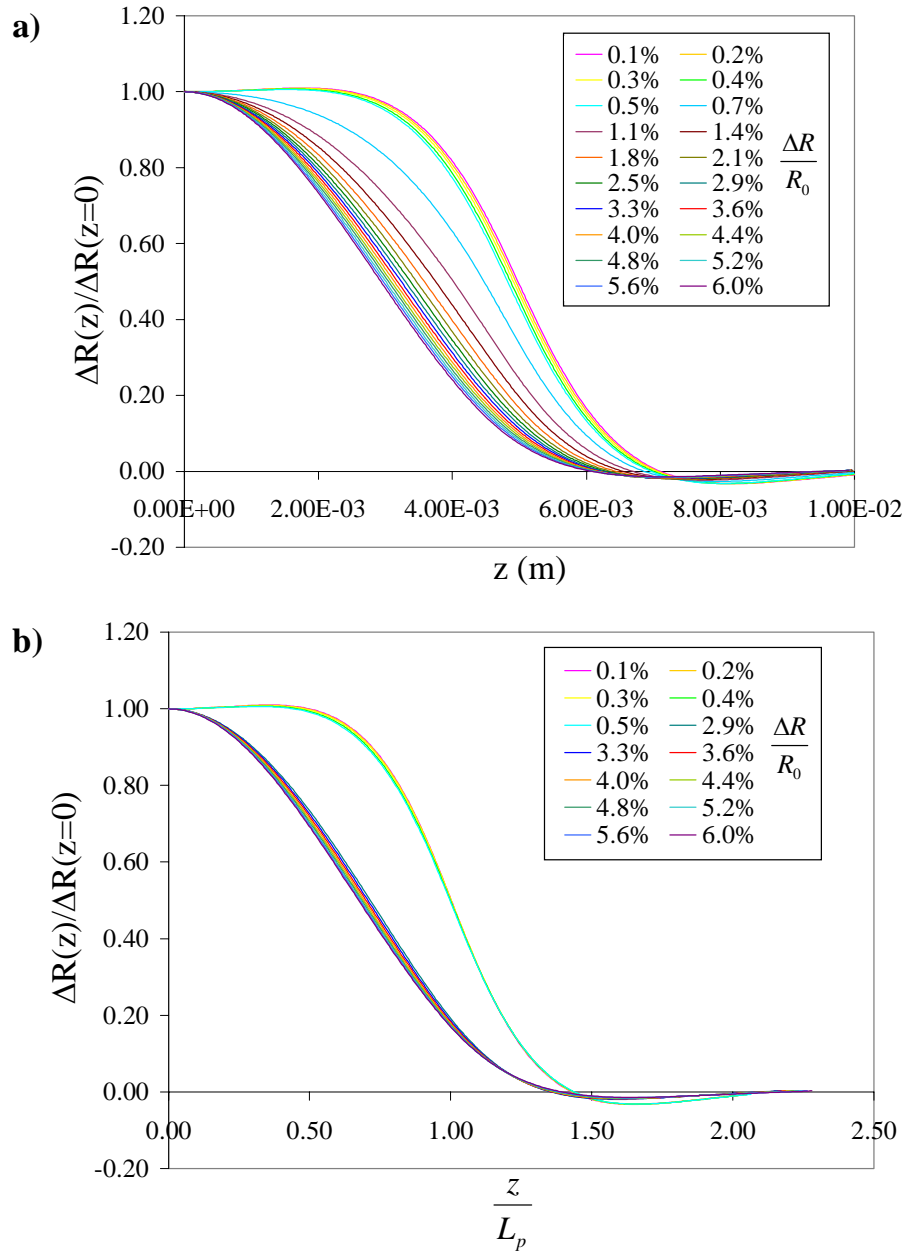 a)
ΔR(z)/ΔR(z=0)
1.20
1.00
0.80
0.60
0.40
0.20
0.00
-0.20
0.1% 0.2%
0.3% 0.4%
0.5% 0.7%
1.1% 1.4%
1.8% 2.1%
2.5% 2.9%
3.3% 3.6%
4.0% 4.4%
4.8% 5.2%
5.6% 6.0%
ΔR
R0
0.00E+00 2.00E-03 4.00E-03 6.00E-03 8.00E-03 1.00E-02
z (m)
b)
ΔR(z)/ΔR(z=0)
1.20
1.00
0.80
0.60
0.40
0.20
0.00
-0.20
0.1% 0.2%
0.3% 0.4%
0.5% 2.9%
3.3% 3.6%
4.0% 4.4%
4.8% 5.2%
5.6% 6.0%
ΔR
R0
0.00 0.50 1.00 1.50 2.00 2.50
z
Lp